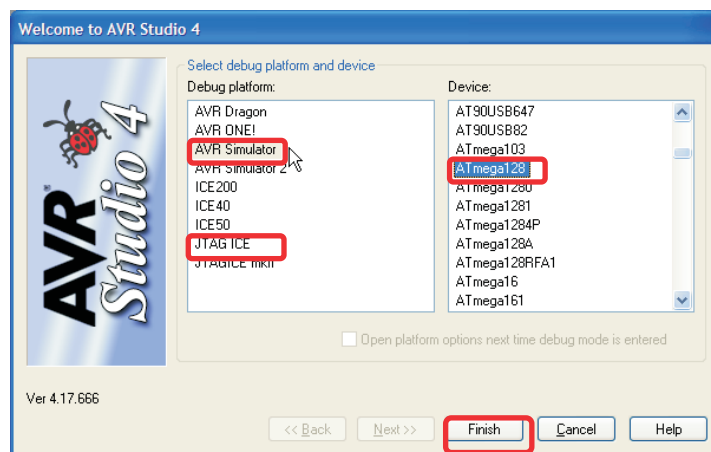 Welcome to AVR Studio 4
AVR® Studio 4
Select debug platform and device
Debug platform:
AVR Dragon
AVR ONE!
AVR Simulator
AVR Simulator 2
ICE200
ICE40
ICE50
JTAG ICE
JTAGICE mkII
Device:
AT90USB647
AT90USB82
ATmega103
ATmega128
ATmega1280
ATmega1281
ATmega1284P
ATmega128A
ATmega128RFA1
ATmega16
ATmega161
Open platform options next time debug mode is entered
Ver 4.17.666
<< Back
Next >>
Finish
Cancel
Help